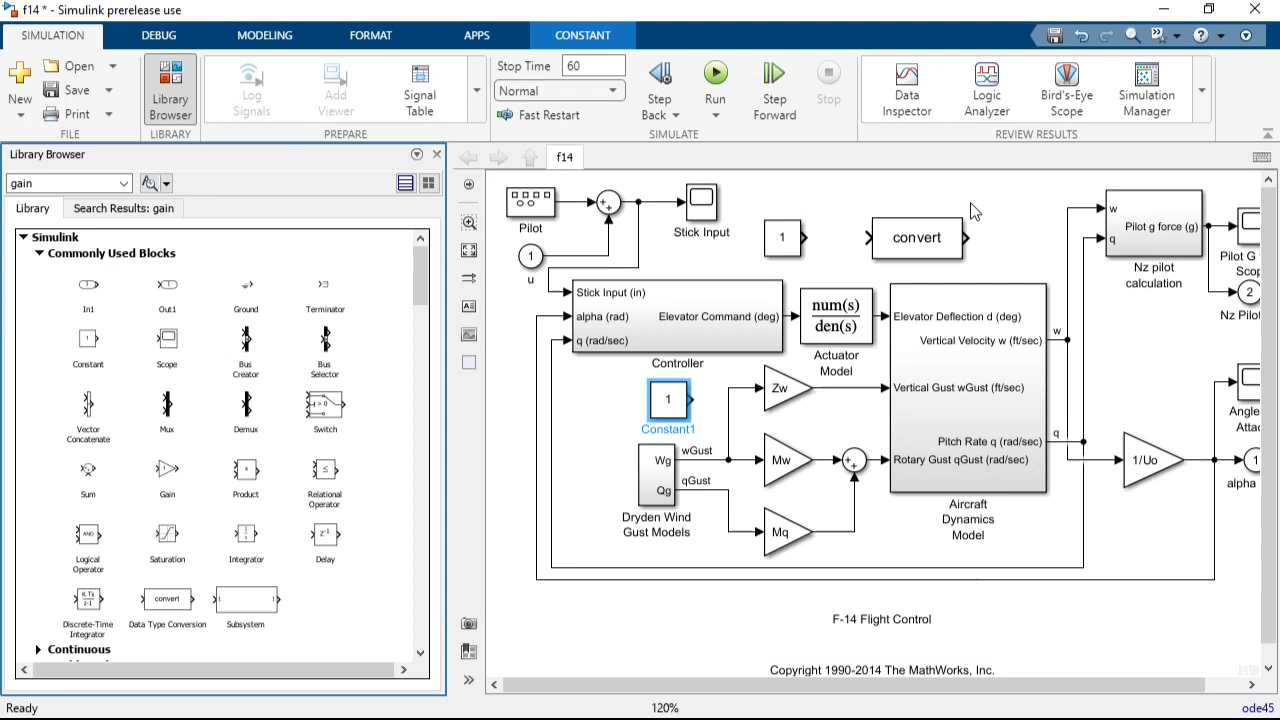 f14 * - Simulink prerelease use
SIMULATION DEBUG MODELING FORMAT APPS CONSTANT
New
Open
Save
Print
FILE
Library
Browser
LIBRARY
Log
Signals
Add
Viewer
Signal
Table
PREPARE
Stop Time 60
Normal
Fast Restart
Step
Back
Run
Step
Forward
Stop
SIMULATE
Data
Inspector
Logic
Analyzer
Bird's-Eye
Scope
Simulation
Manager
REVIEW RESULTS
Library Browser
gain
Library Search Results: gain
Simulink
Commonly Used Blocks
In1 Out1 Ground Terminator
1
Constant Scope Bus
Creator
Bus
Selector
Vector
Concatenate
Mux Demux Switch
Sum Gain Product Relational
Operator
AND
Logical
Operator
Saturation Integrator Delay
K Ts
z-1
convert
Discrete-Time
Integrator
Data Type Conversion Subsystem
Continuous
f14
Pilot
1
u
Stick Input
1
convert
w
q
Pilot g force (g)
Nz pilot
calculation
Pilot G
Scop
2
Nz Pilot
Stick Input (in)
alpha (rad)
q (rad/sec)
Elevator Command (deg)
Controller
num(s)
den(s)
Actuator
Model
Elevator Deflection d (deg)
Vertical Velocity w (ft/sec)
Vertical Gust wGust (ft/sec)
Pitch Rate q (rad/sec)
Rotary Gust qGust (rad/sec)
Aircraft
Dynamics
Model
w
q
1
Constant1
Wg
Qg
wGust
qGust
Dryden Wind
Gust Models
Zw
Mw
Mq
1/Uo
Angle
Attac
1
alpha
F-14 Flight Control
Copyright 1990-2014 The MathWorks, Inc.
Ready 120% ode45